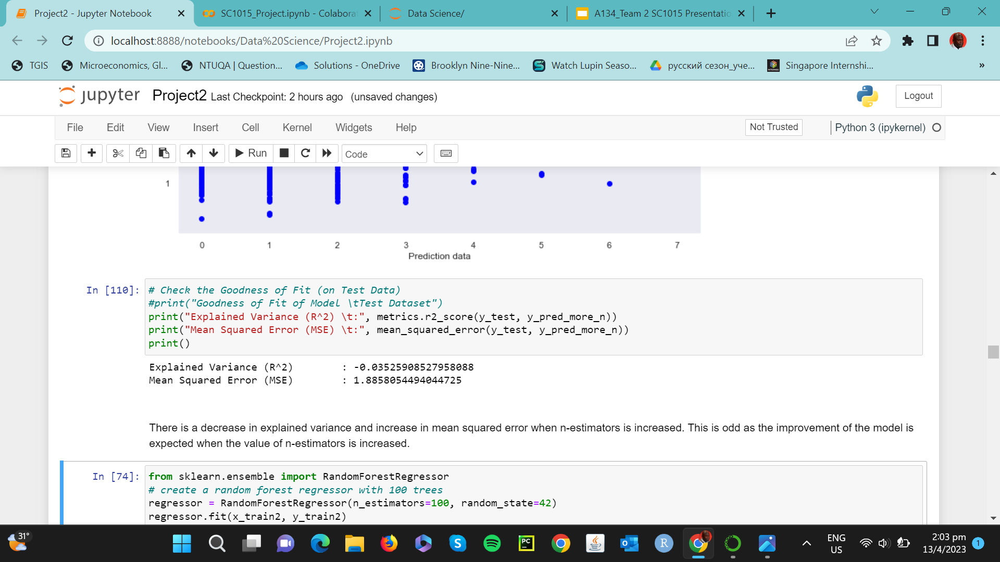 Project2 - Jupyter Notebook
SC1015_Project.ipynb - Colabora
Data Science/
A134_Team 2 SC1015 Presentatio
localhost:8888/notebooks/Data%20Science/Project2.ipynb
TGIS
Microeconomics, Gl...
NTUQA | Question...
Solutions - OneDrive
Brooklyn Nine-Nine...
Watch Lupin Seaso...
русский сезон_уче...
Singapore Internshi...
»
jupyter Project2 Last Checkpoint: 2 hours ago (unsaved changes)
Logout
File Edit View Insert Cell Kernel Widgets Help
Not Trusted
Python 3 (ipykernel)
Run
Code
1
0 1 2 3 4 5 6 7
Prediction data
In [110]:
# Check the Goodness of Fit (on Test Data)
#print("Goodness of Fit of Model \tTest Dataset")
print("Explained Variance (R^2) \t:", metrics.r2_score(y_test, y_pred_more_n))
print("Mean Squared Error (MSE) \t:", mean_squared_error(y_test, y_pred_more_n))
print()
Explained Variance (R^2) : -0.03525908527958088
Mean Squared Error (MSE) : 1.8858054494044725
There is a decrease in explained variance and increase in mean squared error when n-estimators is increased. This is odd as the improvement of the model is
expected when the value of n-estimators is increased.
In [74]:
from sklearn.ensemble import RandomForestRegressor
# create a random forest regressor with 100 trees
regressor = RandomForestRegressor(n_estimators=100, random_state=42)
regressor.fit(x_train2, y_train2)
31°
S
PC
R
ENG
US
2:03 pm
13/4/2023
1